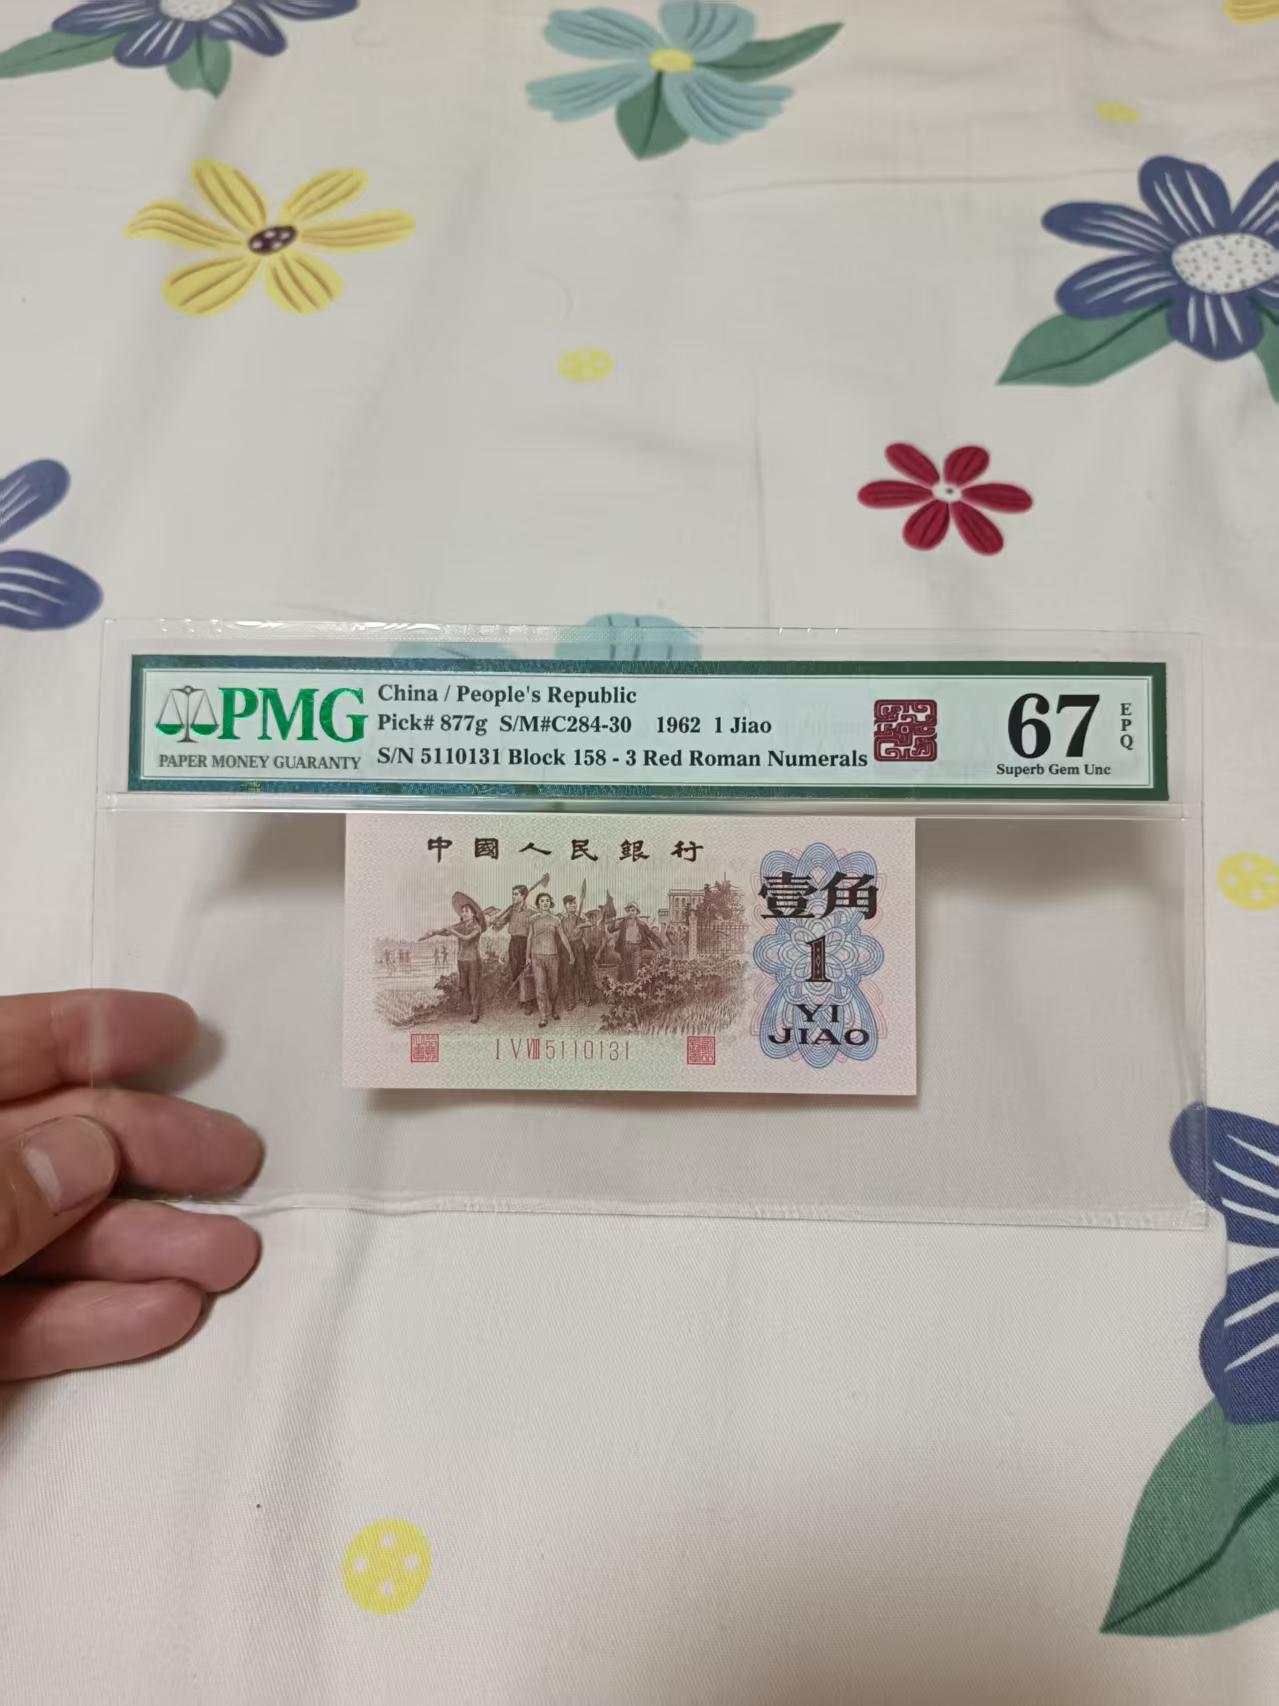 PMG
PAPER MONEY GUARANTY
China / People's Republic
Pick# 877g S/M#C284-30 1962 1 Jiao
S/N 5110131 Block 158 - 3 Red Roman Numerals
67
EPQ
Superb Gem Unc
中國人民銀行
壹角
1
YI
JIAO
I V VIII 5110131